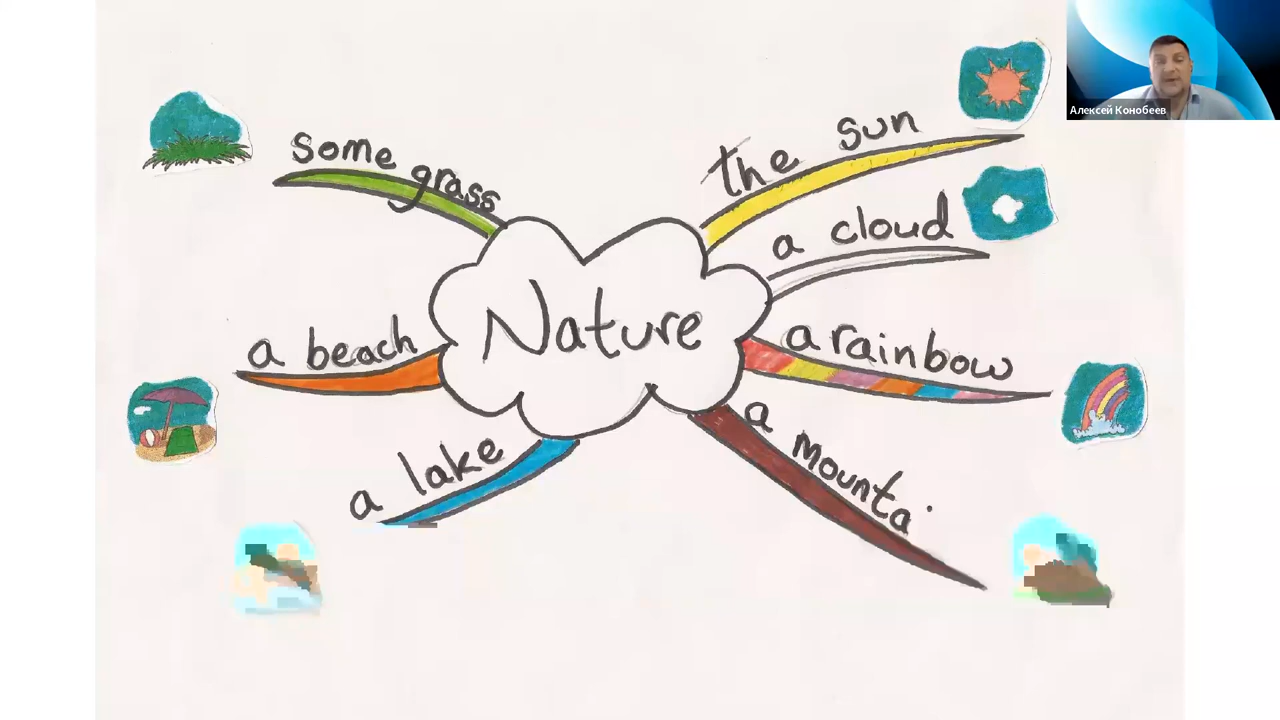 Алексей Конобеев
some grass
the sun
a cloud
Nature
a beach
a rainbow
a lake
a mounta